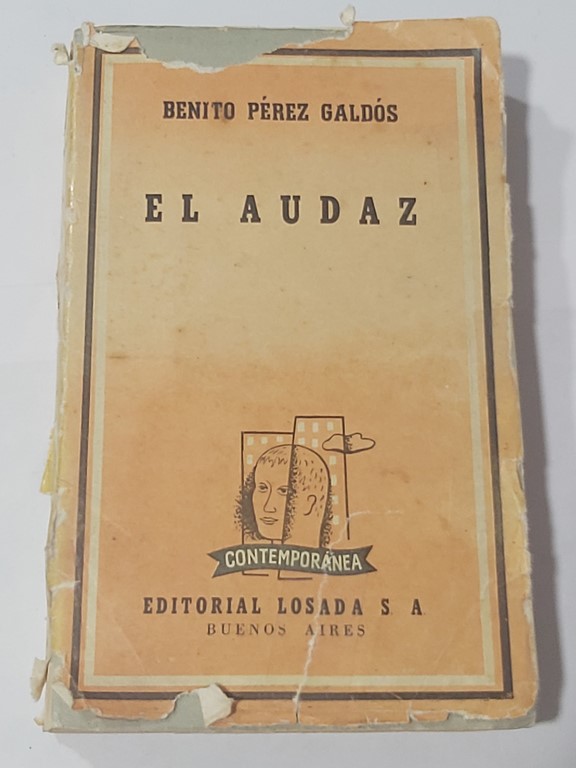 BENITO PÉREZ GALDÓS
EL AUDAZ
CONTEMPORÁNEA
EDITORIAL LOSADA S. A.
BUENOS AIRES